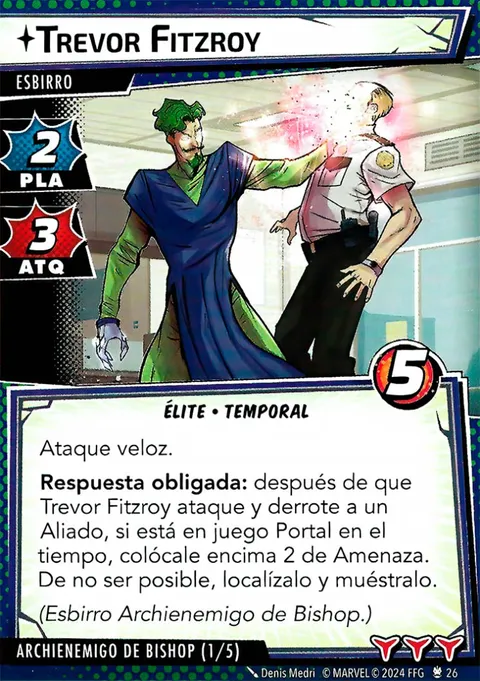 TREVOR FITZROY
ESBIRRO
2
PLA
3
ATQ
5
ÉLITE • TEMPORAL
Ataque veloz.
Respuesta obligada: después de que
Trevor Fitzroy ataque y derrote a un
Aliado, si está en juego Portal en el
tiempo, colócale encima 2 de Amenaza.
De no ser posible, localízalo y muéstralo.
(Esbirro Archienemigo de Bishop.)
ARCHIENEMIGO DE BISHOP (1/5)
Denis Medri © MARVEL © 2024 FFG 26